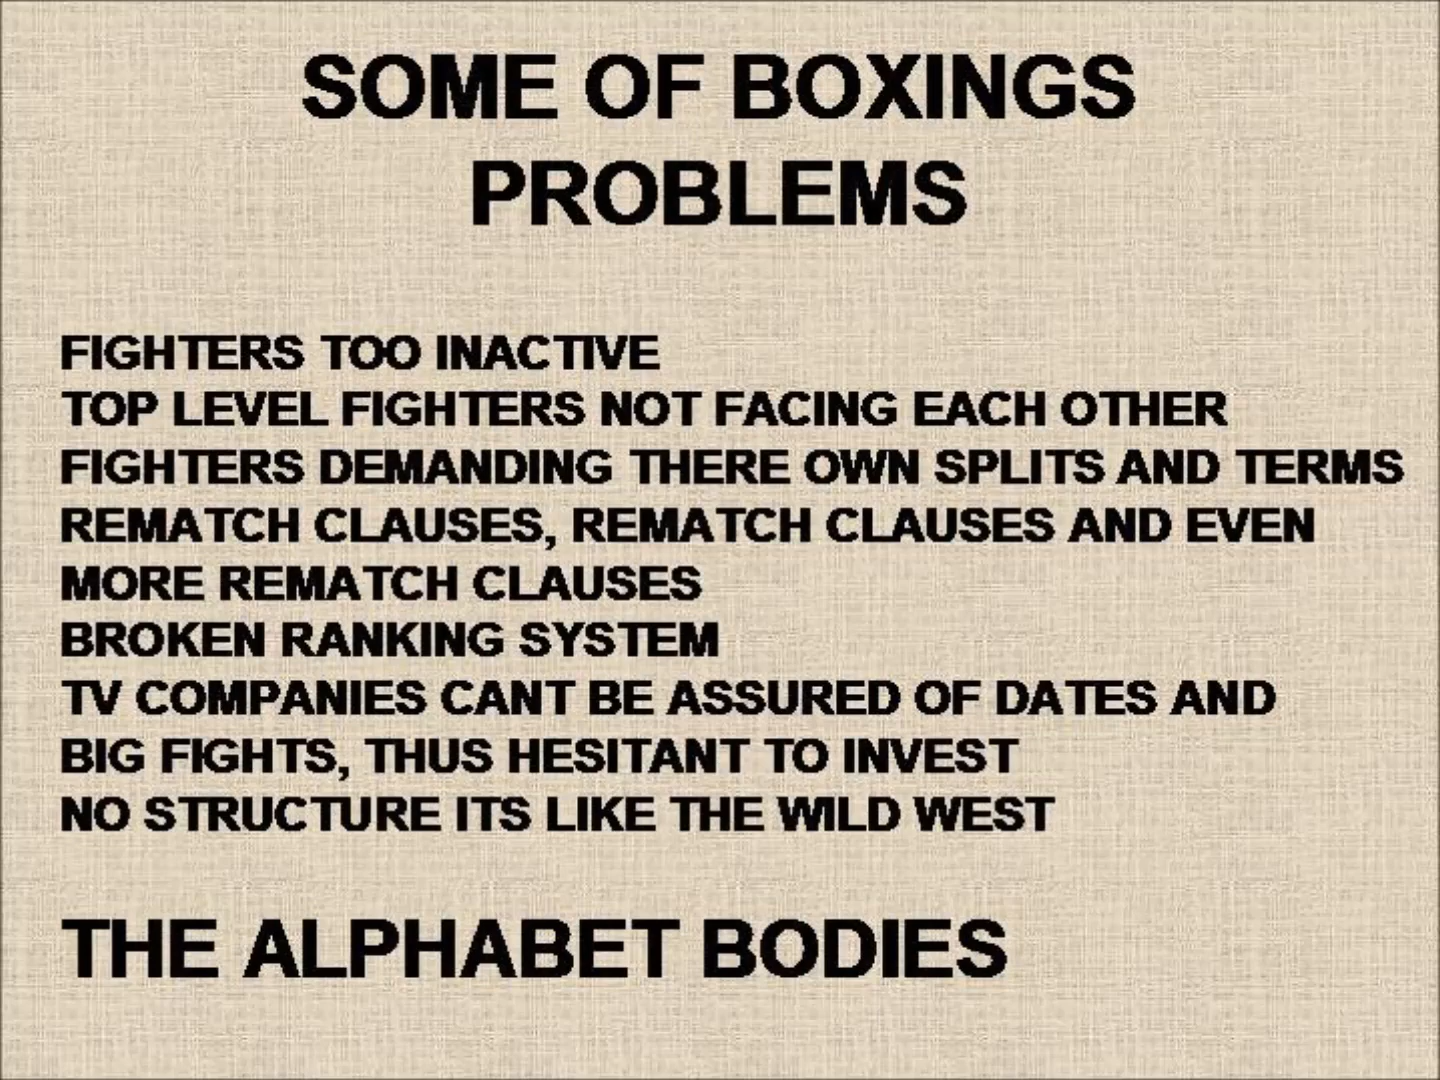 SOME OF BOXINGS
PROBLEMS
FIGHTERS TOO INACTIVE
TOP LEVEL FIGHTERS NOT FACING EACH OTHER
FIGHTERS DEMANDING THERE OWN SPLITS AND TERMS
REMATCH CLAUSES, REMATCH CLAUSES AND EVEN
MORE REMATCH CLAUSES
BROKEN RANKING SYSTEM
TV COMPANIES CANT BE ASSURED OF DATES AND
BIG FIGHTS, THUS HESITANT TO INVEST
NO STRUCTURE ITS LIKE THE WILD WEST
THE ALPHABET BODIES